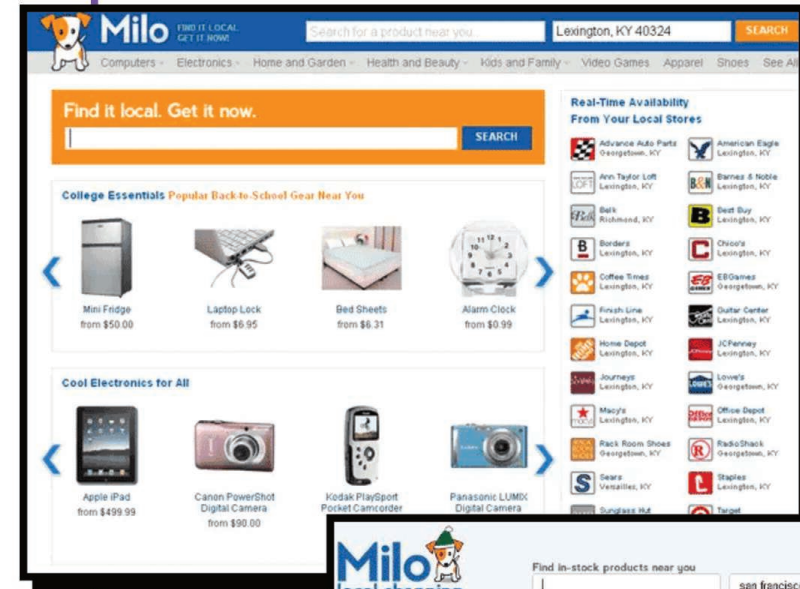 Milo
FIND IT LOCAL
GET IT NOW!
Search for a product near you...
Lexington, KY 40324
SEARCH
Computers
Electronics
Home and Garden
Health and Beauty
Kids and Family
Video Games
Apparel
Shoes
See All
Find it local. Get it now.
SEARCH
College Essentials Popular Back-to-School Gear Near You
Mini Fridge
from $50.00
Laptop Lock
from $6.95
Bed Sheets
from $6.31
Alarm Clock
from $0.99
Cool Electronics for All
Apple iPad
from $499.99
Canon PowerShot
Digital Camera
from $90.00
Kodak PlaySport
Pocket Camcorder
Panasonic LUMIX
Digital Camera
Real-Time Availability
From Your Local Stores
Advance Auto Parts
Georgetown, KY
American Eagle
Lexington, KY
Ann Taylor Loft
Lexington, KY
Barnes & Noble
Lexington, KY
Belk
Richmond, KY
Best Buy
Lexington, KY
Borders
Lexington, KY
Chico's
Lexington, KY
Coffee Times
Lexington, KY
EBGames
Georgetown, KY
Finish Line
Lexington, KY
Guitar Center
Lexington, KY
Home Depot
Lexington, KY
JCPenney
Lexington, KY
Journeys
Lexington, KY
Lowe's
Georgetown, KY
Macy's
Lexington, KY
Office Depot
Lexington, KY
Rack Room Shoes
Georgetown, KY
RadioShack
Georgetown, KY
Sears
Versailles, KY
Staples
Lexington, KY
Sunglass Hut
Target
Milo
local shopping
Find in-stock products near you
san francisco